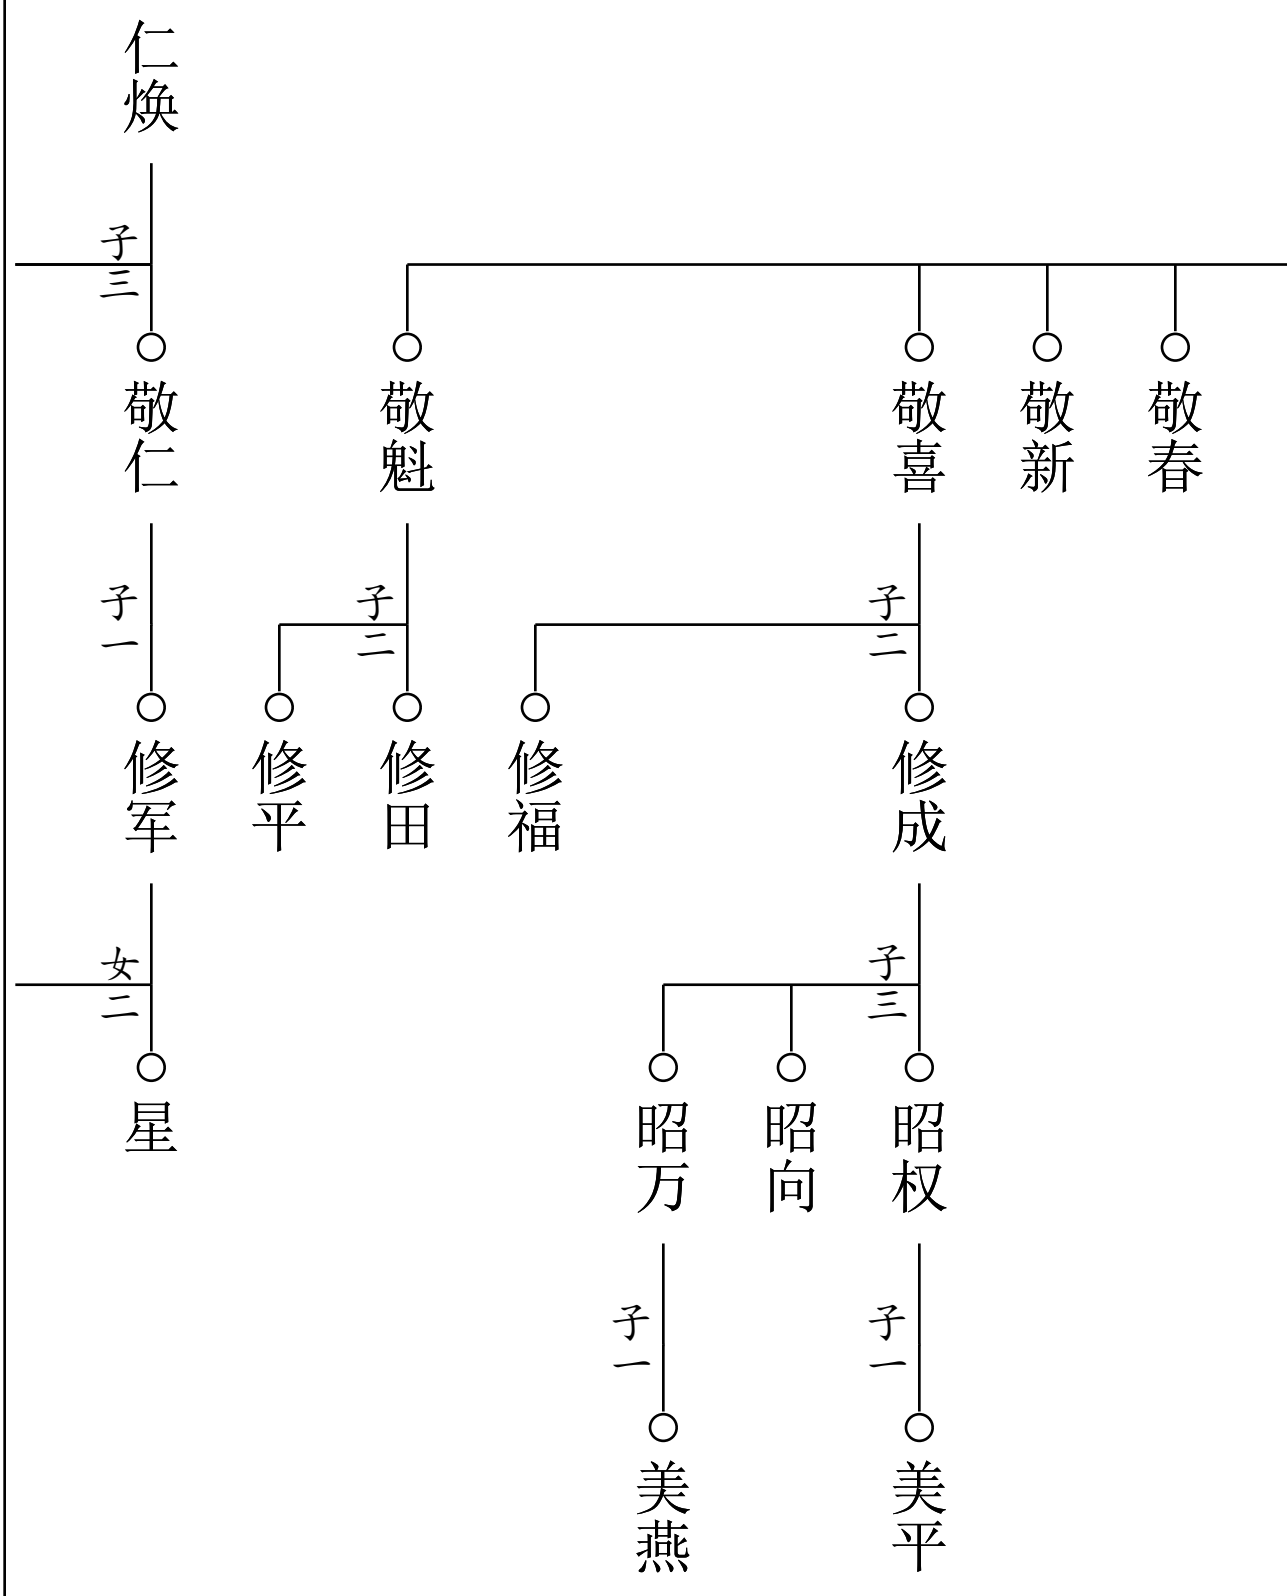 仁焕
子三
敬春
敬新
敬喜
敬魁
敬仁
子二
子二
子一
修成
修福
修田
修平
修军
子三
女二
昭权
昭向
昭万
星
子一
子一
美平
美燕